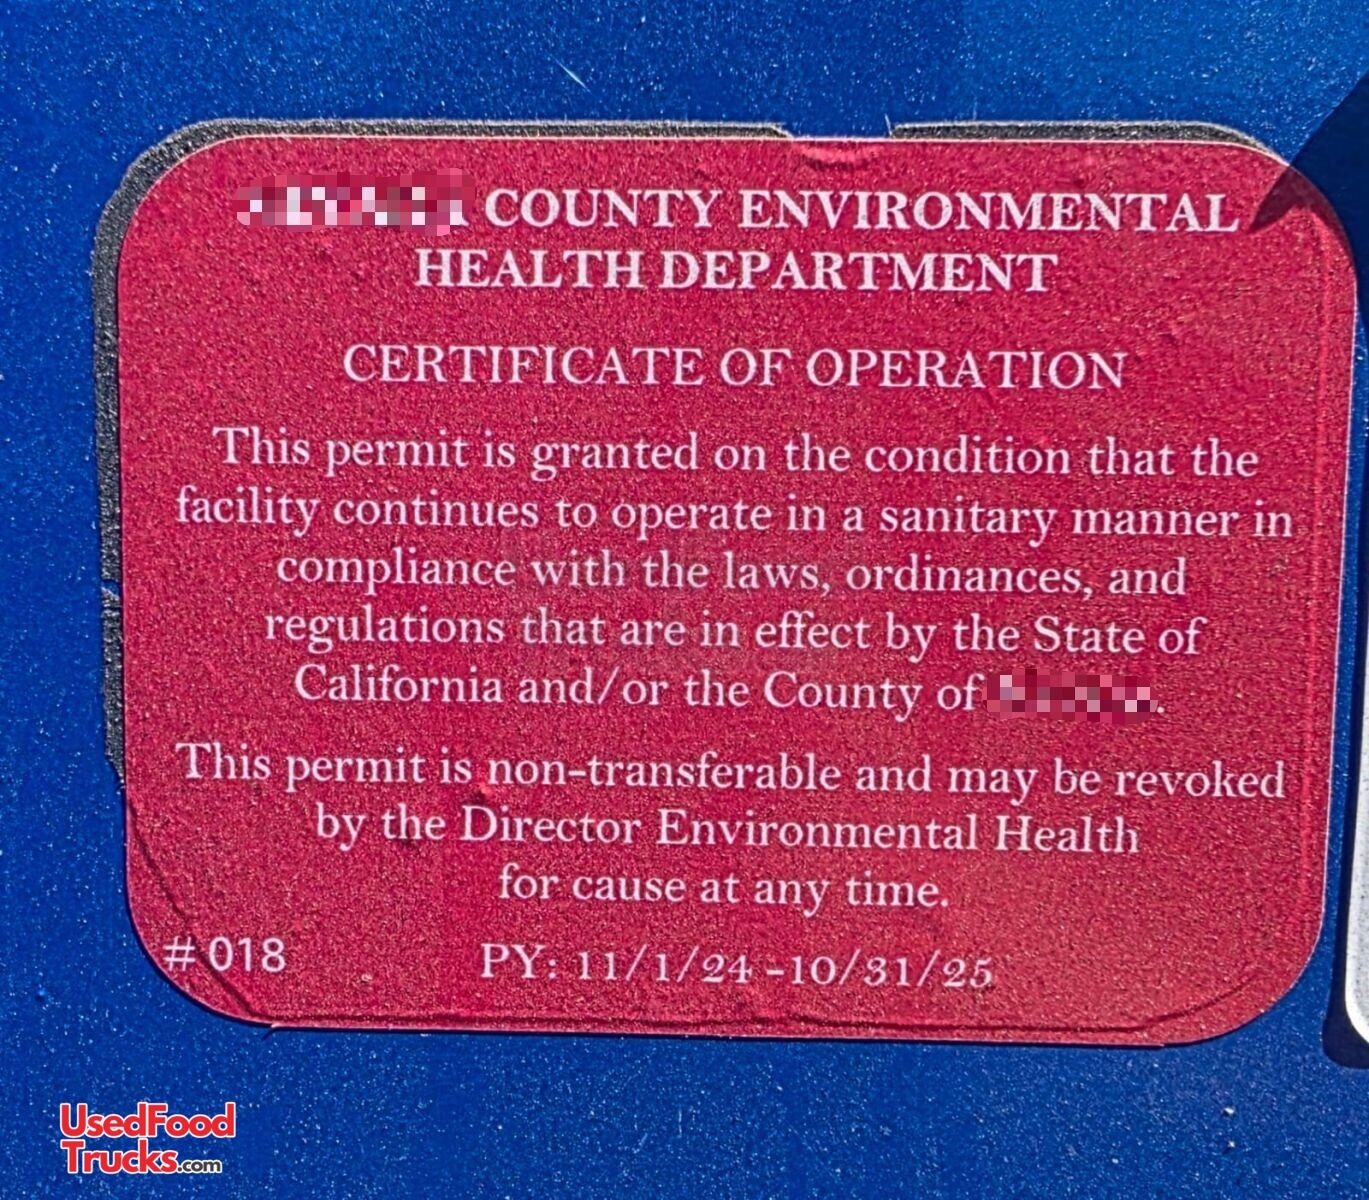 COUNTY ENVIRONMENTAL
HEALTH DEPARTMENT
CERTIFICATE OF OPERATION
This permit is granted on the condition that the
facility continues to operate in a sanitary manner in
compliance with the laws, ordinances, and
regulations that are in effect by the State of
California and/or the County of
This permit is non-transferable and may be revoked
by the Director Environmental Health
for cause at any time.
#018 PY: 11/1/24 -10/31/25
UsedFood
Trucks.com